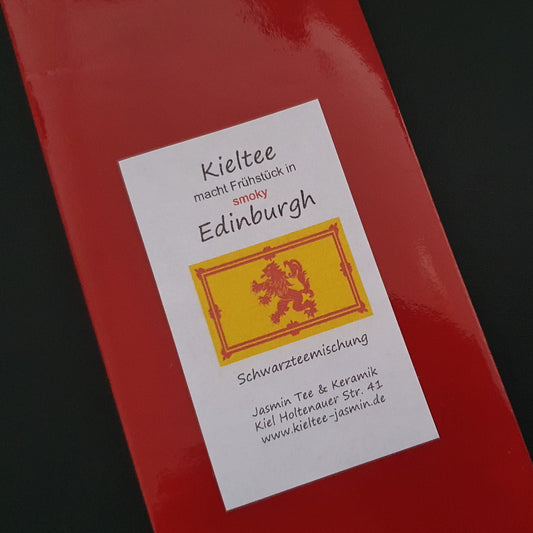 Kieltee
macht Frühstück in
smoky
Edinburgh
Schwarzteemischung
Jasmin Tee & Keramik
Kiel Holtenauer Str. 41
www.kieltee-jasmin.de